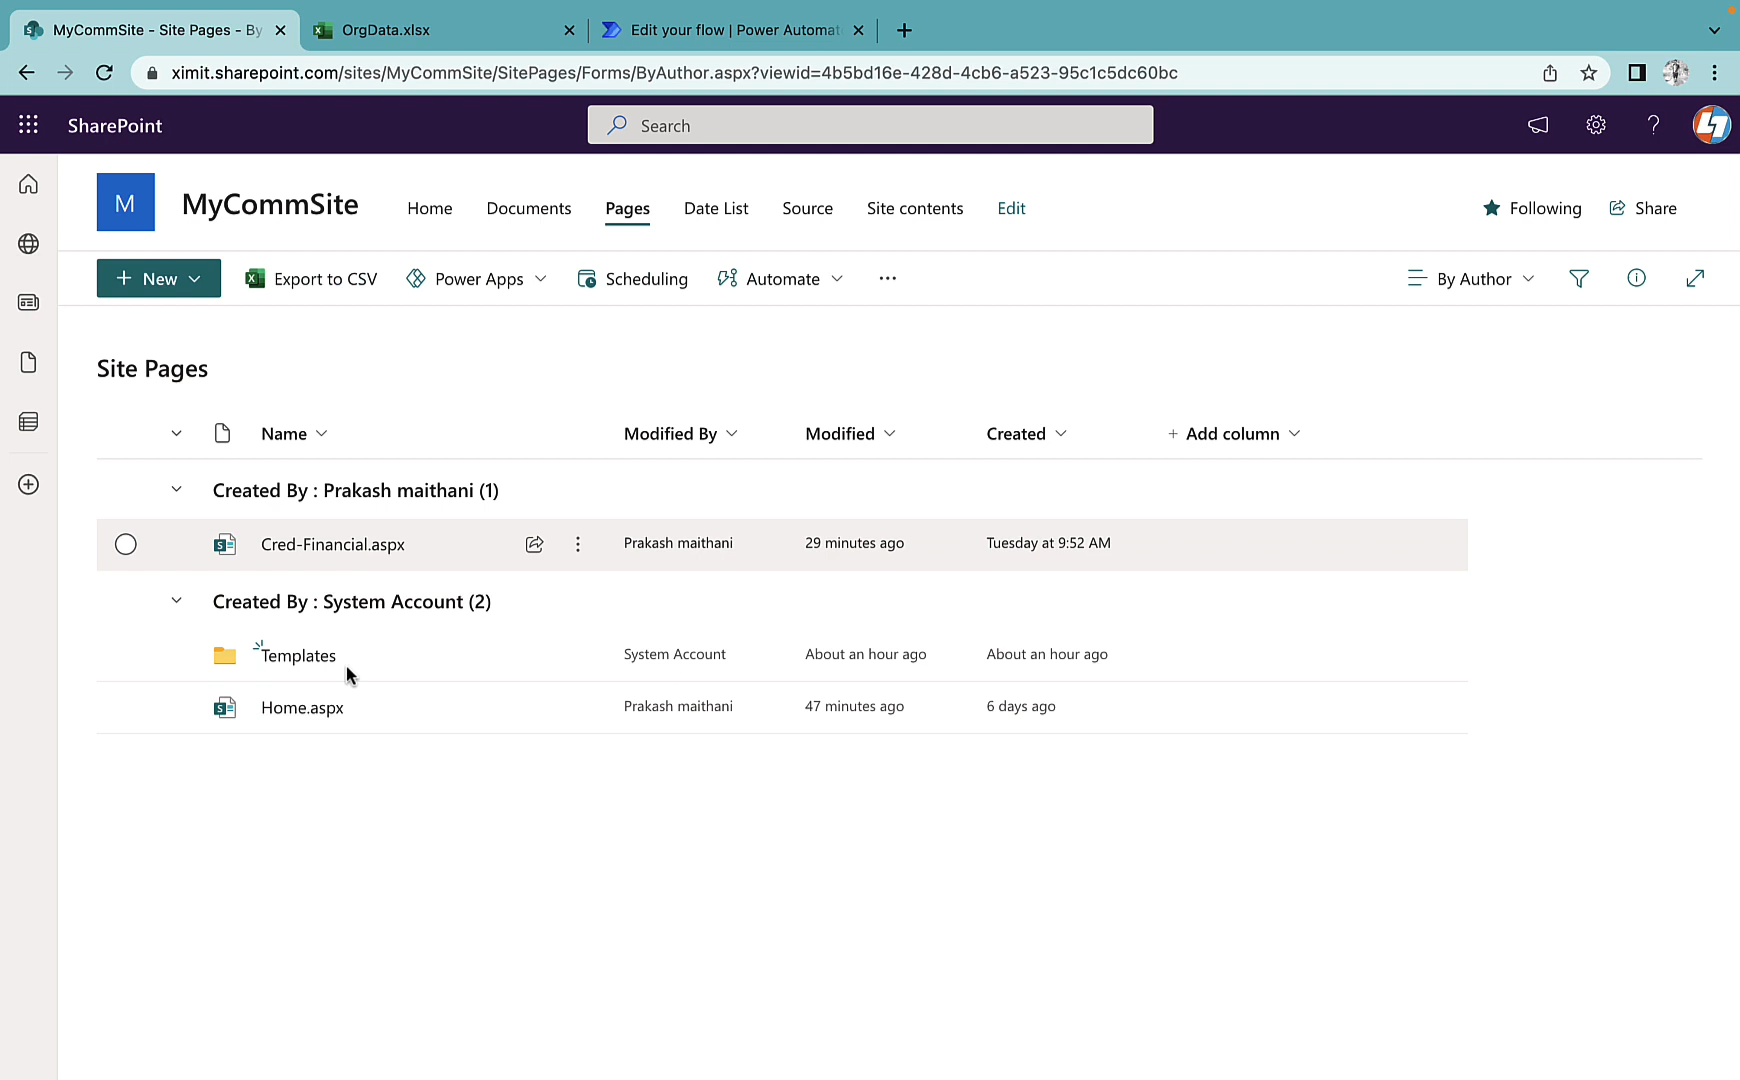 MyCommSite - Site Pages - By
OrgData.xlsx
Edit your flow | Power Automat
ximit.sharepoint.com/sites/MyCommSite/SitePages/Forms/ByAuthor.aspx?viewid=4b5bd16e-428d-4cb6-a523-95c1c5dc60bc
SharePoint
Search
M
MyCommSite
Home
Documents
Pages
Date List
Source
Site contents
Edit
Following
Share
New
Export to CSV
Power Apps
Scheduling
Automate
By Author
Site Pages
Name
Modified By
Modified
Created
+ Add column
Created By : Prakash maithani (1)
Cred-Financial.aspx
Prakash maithani
29 minutes ago
Tuesday at 9:52 AM
Created By : System Account (2)
Templates
System Account
About an hour ago
About an hour ago
Home.aspx
Prakash maithani
47 minutes ago
6 days ago